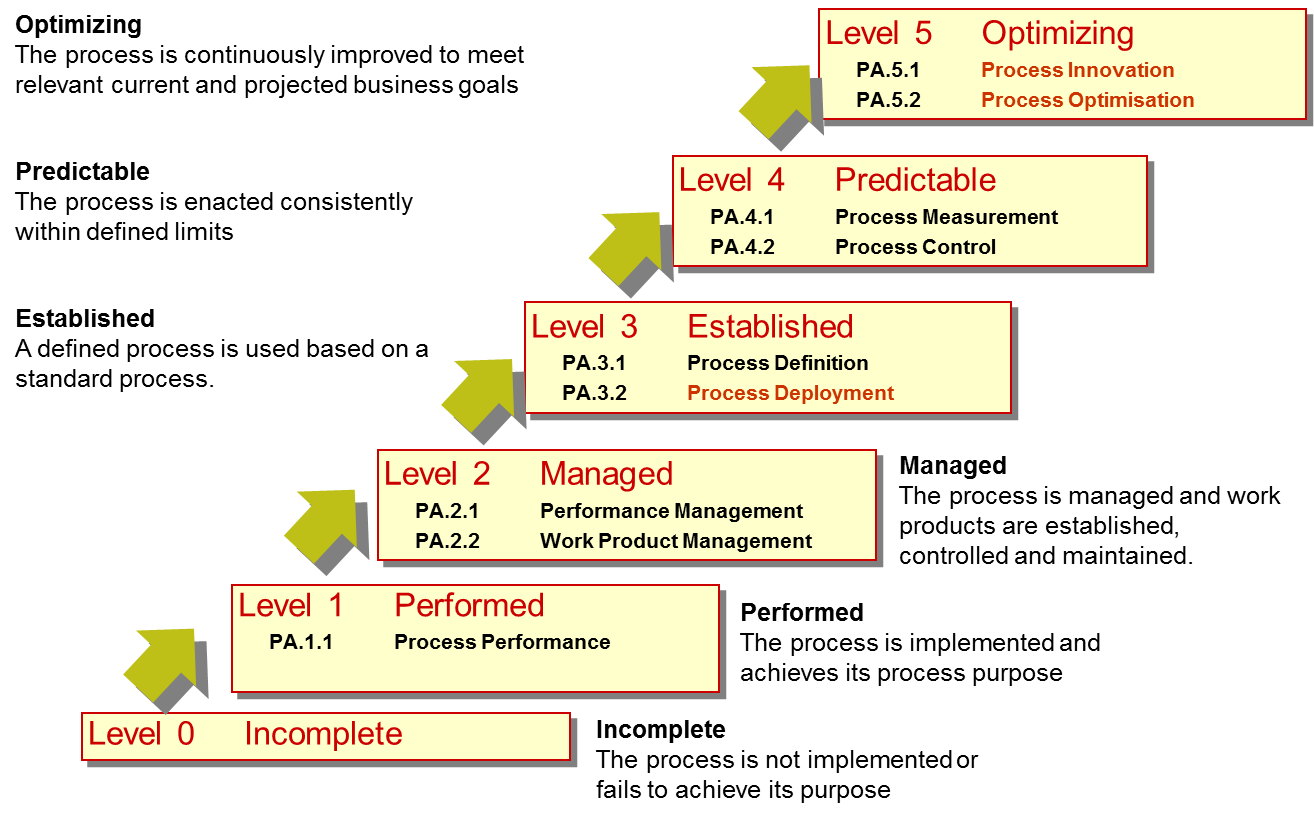 Optimizing
The process is continuously improved to meet
relevant current and projected business goals
Level 5 Optimizing
PA.5.1 Process Innovation
PA.5.2 Process Optimisation
Predictable
The process is enacted consistently
within defined limits
Level 4 Predictable
PA.4.1 Process Measurement
PA.4.2 Process Control
Established
A defined process is used based on a
standard process.
Level 3 Established
PA.3.1 Process Definition
PA.3.2 Process Deployment
Level 2 Managed
PA.2.1 Performance Management
PA.2.2 Work Product Management
Managed
The process is managed and work
products are established,
controlled and maintained.
Level 1 Performed
PA.1.1 Process Performance
Performed
The process is implemented and
achieves its process purpose
Level 0 Incomplete
Incomplete
The process is not implemented or
fails to achieve its purpose